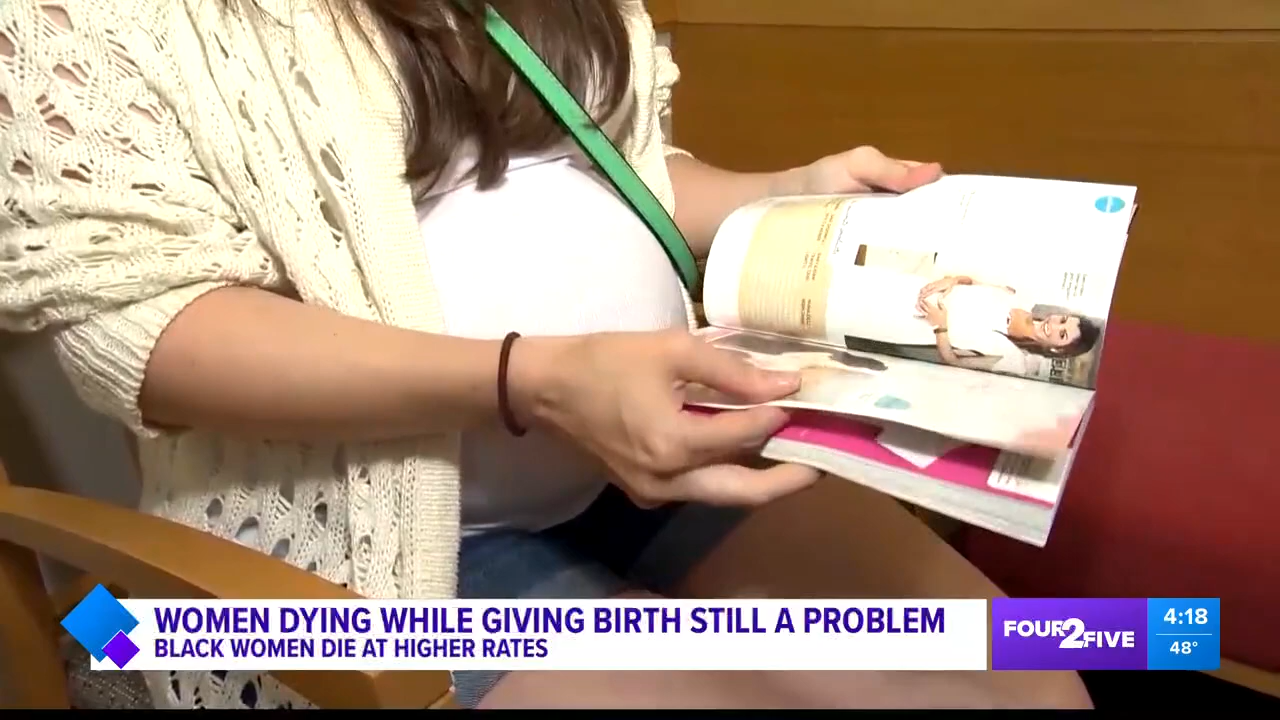 WOMEN DYING WHILE GIVING BIRTH STILL A PROBLEM
BLACK WOMEN DIE AT HIGHER RATES
FOUR2FIVE
4:18
48°